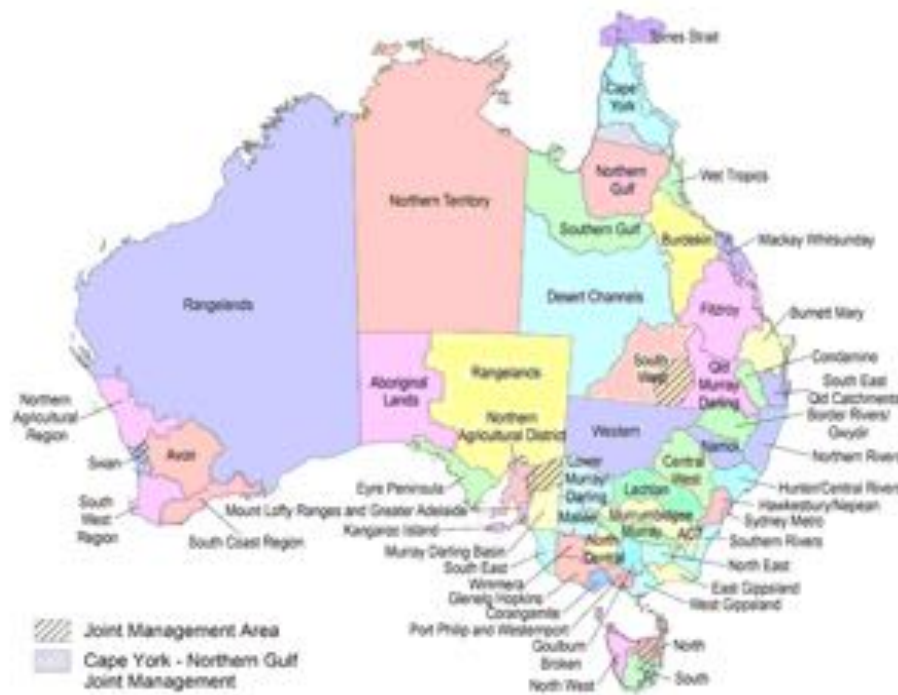 Torres Strait
Cape
York
Northern
Gulf
Wet Tropics
Northern Territory
Southern Gulf
Burdekin
Mackay Whitsunday
Rangelands
Desert Channels
Fitzroy
Burnett Mary
South
West
Condamine
Aboriginal
Lands
Rangelands
Qld
Murray
Darling
South East
Qld Catchments
Border Rivers/
Gwydir
Northern
Agricultural
Region
Northern
Agricultural District
Western
Namoi
Northern Rivers
Swan
Avon
Lower
Murray/
Darling
Central
West
Eyre Peninsula
Lachlan
Hunter/Central Rivers
South
West
Region
Mount Lofty Ranges and Greater Adelaide
Hawkesbury/Nepean
Kangaroo Island
Mallee
Murrumbidgee
Murray
ACT
Sydney Metro
South Coast Region
Murray Darling Basin
North
Central
Southern Rivers
South East
North East
Wimmera
East Gippsland
Glenelg Hopkins
West Gippsland
Corangamite
Port Philip and Westernport
Goulburn
Broken
North
North West
South
Joint Management Area
Cape York - Northern Gulf
Joint Management